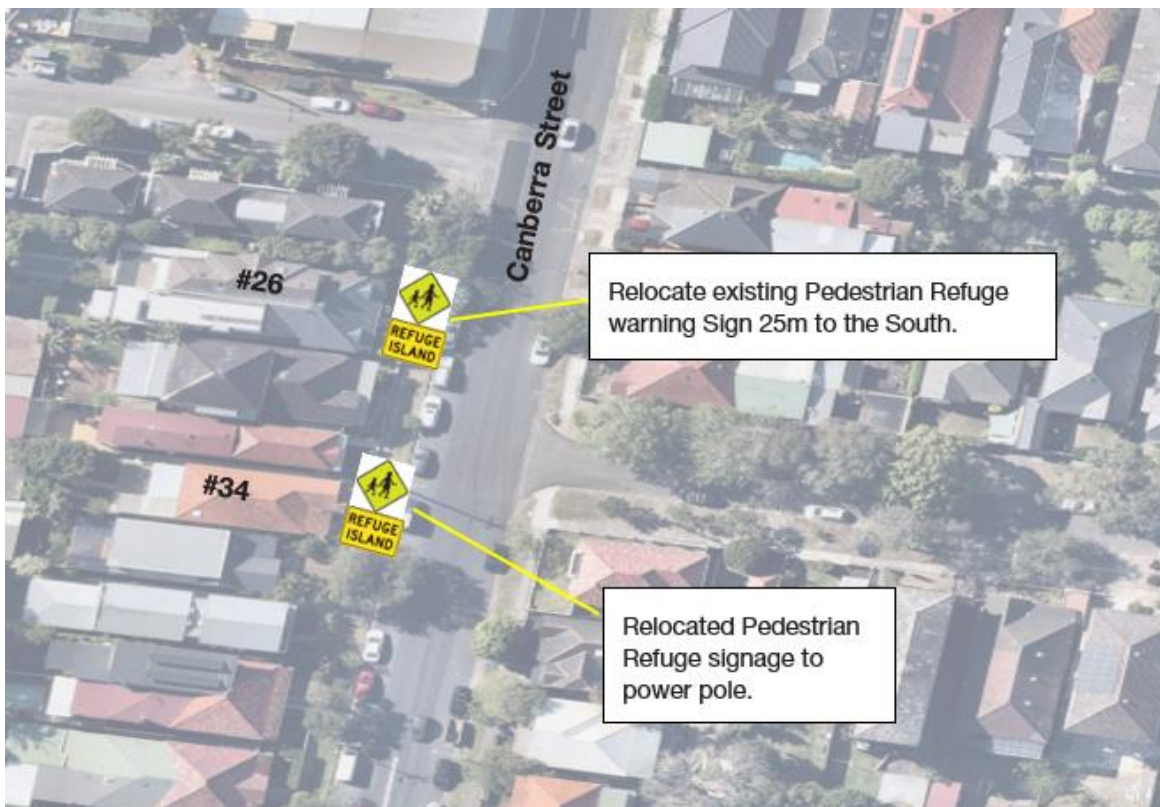 Canberra Street
#26
REFUGE
ISLAND
Relocate existing Pedestrian Refuge
warning Sign 25m to the South.
#34
REFUGE
ISLAND
Relocated Pedestrian
Refuge signage to
power pole.